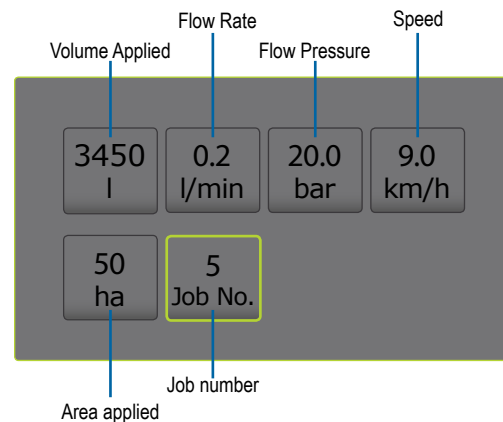 Flow Rate
Speed
Volume Applied
Flow Pressure
3450
l
0.2
l/min
20.0
bar
9.0
km/h
50
ha
5
Job No.
Job number
Area applied